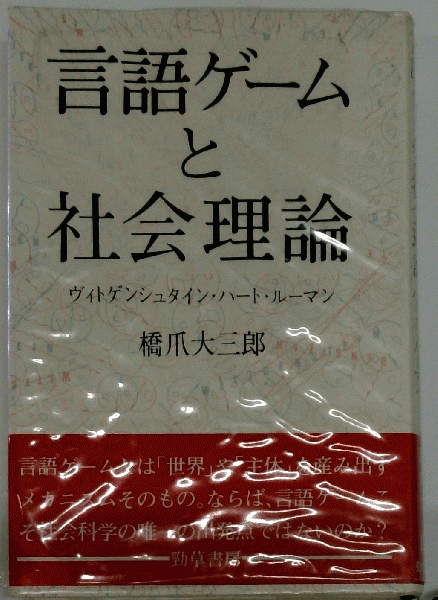 言語ゲーム
と
社会理論
ヴィトゲンシュタイン・ハート・ルーマン
橋爪大三郎
言語ゲームとは「世界」や「主体」を産み出す
メカニズムそのもの。ならば、言語ゲームこ
そ社会科学の唯一の出発点ではないのか?
勁草書房